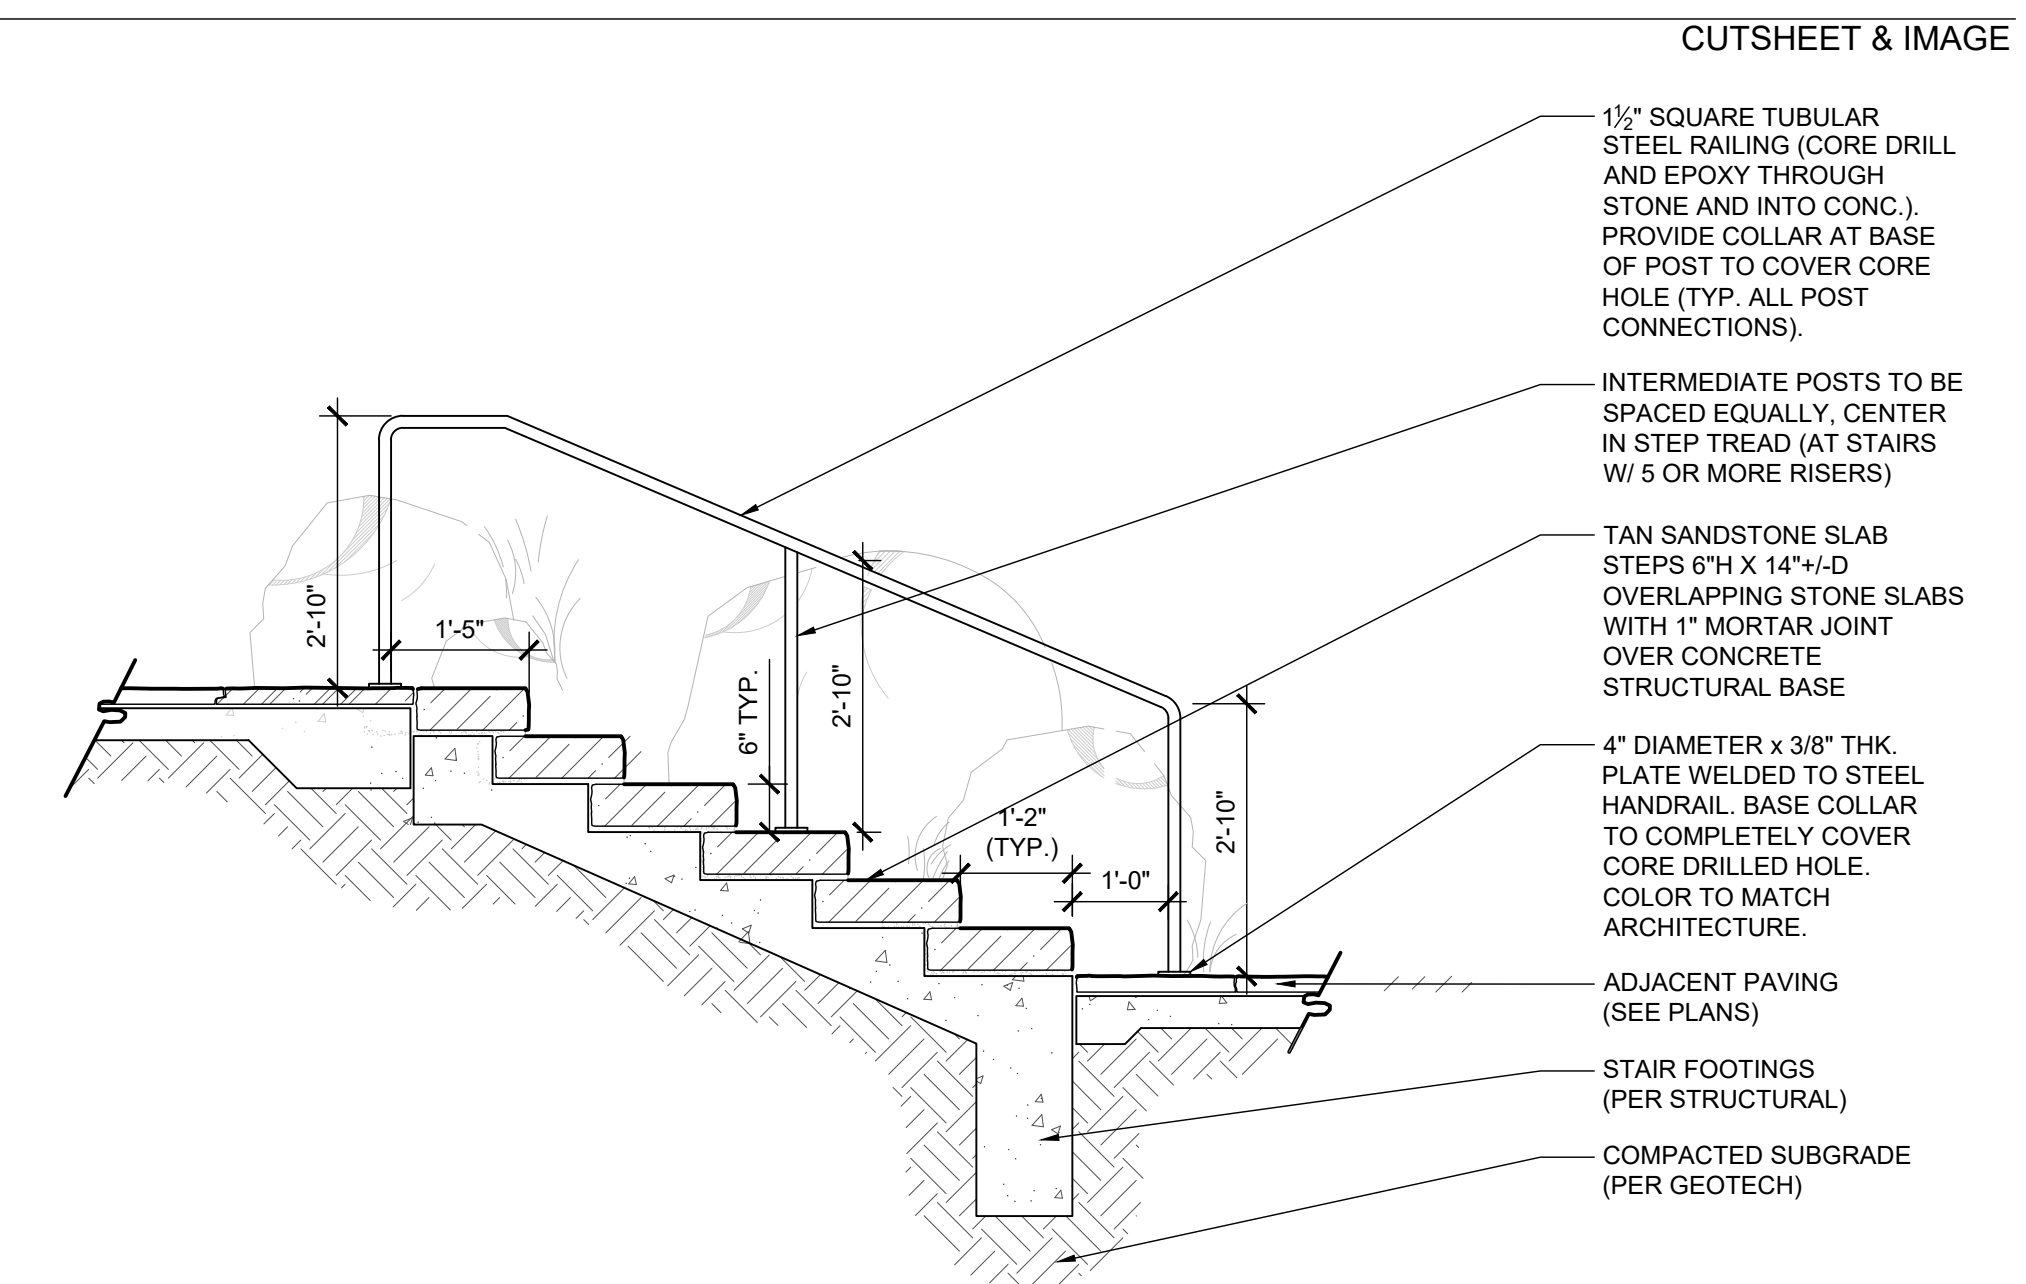 CUTSHEET & IMAGE
1½" SQUARE TUBULAR
STEEL RAILING (CORE DRILL
AND EPOXY THROUGH
STONE AND INTO CONC.).
PROVIDE COLLAR AT BASE
OF POST TO COVER CORE
HOLE (TYP. ALL POST
CONNECTIONS).
INTERMEDIATE POSTS TO BE
SPACED EQUALLY, CENTER
IN STEP TREAD (AT STAIRS
W/ 5 OR MORE RISERS)
TAN SANDSTONE SLAB
STEPS 6"H X 14"+/-D
OVERLAPPING STONE SLABS
WITH 1" MORTAR JOINT
OVER CONCRETE
STRUCTURAL BASE
4" DIAMETER x 3/8" THK.
PLATE WELDED TO STEEL
HANDRAIL. BASE COLLAR
TO COMPLETELY COVER
CORE DRILLED HOLE.
COLOR TO MATCH
ARCHITECTURE.
ADJACENT PAVING
(SEE PLANS)
STAIR FOOTINGS
(PER STRUCTURAL)
COMPACTED SUBGRADE
(PER GEOTECH)
2'-10"
1'-5"
6" TYP.
2'-10"
1'-2"
(TYP.)
1'-0"
2'-10"